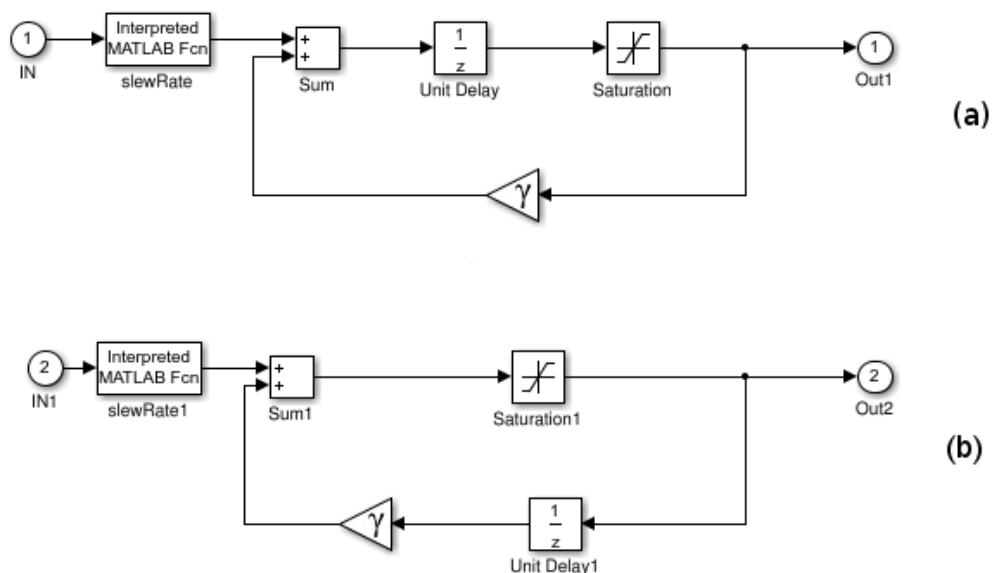 1
IN
Interpreted
MATLAB Fcn
slewRate
+
+
Sum
1
z
Unit Delay
Saturation
1
Out1
(a)
γ
2
IN1
Interpreted
MATLAB Fcn
slewRate1
+
+
Sum1
Saturation1
2
Out2
(b)
γ
1
z
Unit Delay1